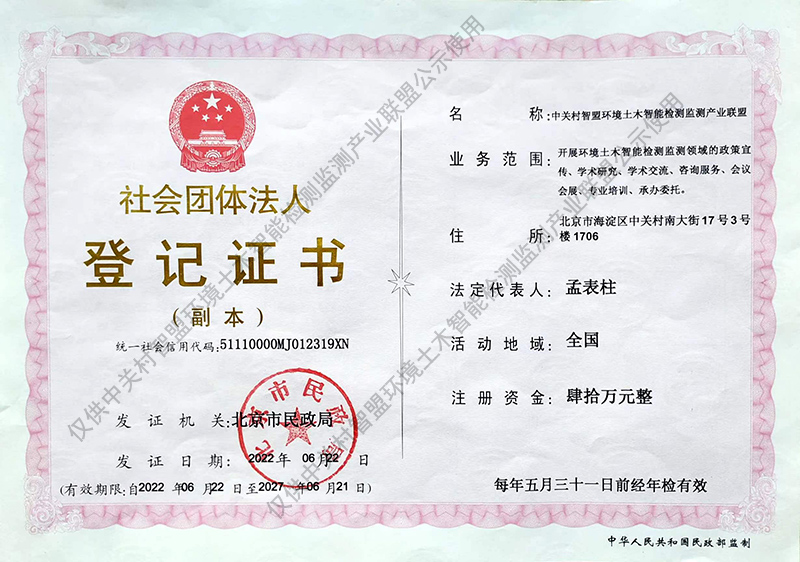 社会团体法人
登记证书
(副本)
统一社会信用代码:51110000MJ012319XN
发证机关:北京市民政局
发证日期:2022年06月22日
(有效期限:自2022年06月22日至2027年06月21日)
北京市民政局
名称:中关村智盟环境土木智能检测监测产业联盟
业务范围:开展环境土木智能检测监测领域的政策宣
传、学术研究、学术交流、咨询服务、会议
会展、专业培训、承办委托。
住所:北京市海淀区中关村南大街17号3号
楼1706
法定代表人:孟表柱
活动地域:全国
注册资金:肆拾万元整
每年五月三十一日前经年检有效
中华人民共和国民政部监制
仅供中关村智盟环境土木智能检测监测产业联盟公示使用
仅供中关村智盟环境土木智能检测监测产业联盟公示使用